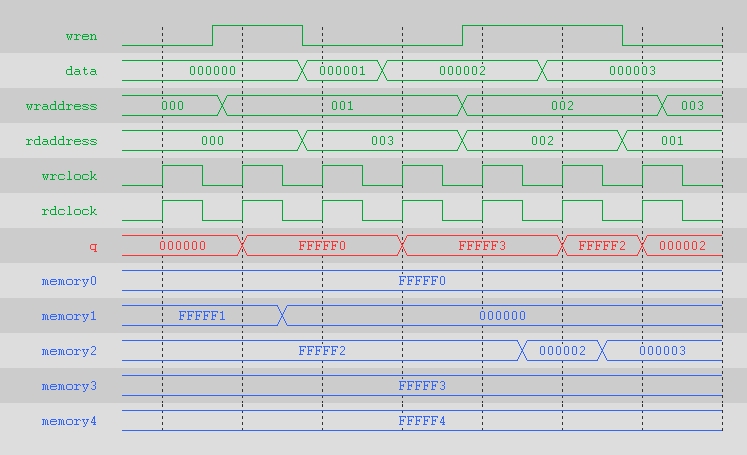 wren
data 000000 000001 000002 000003
wraddress 000 001 002 003
rdaddress 000 003 002 001
wrclock
rdclock
q 000000 FFFFF0 FFFFF3 FFFFF2 000002
memory0 FFFFF0
memory1 FFFFF1 000000
memory2 FFFFF2 000002 000003
memory3 FFFFF3
memory4 FFFFF4